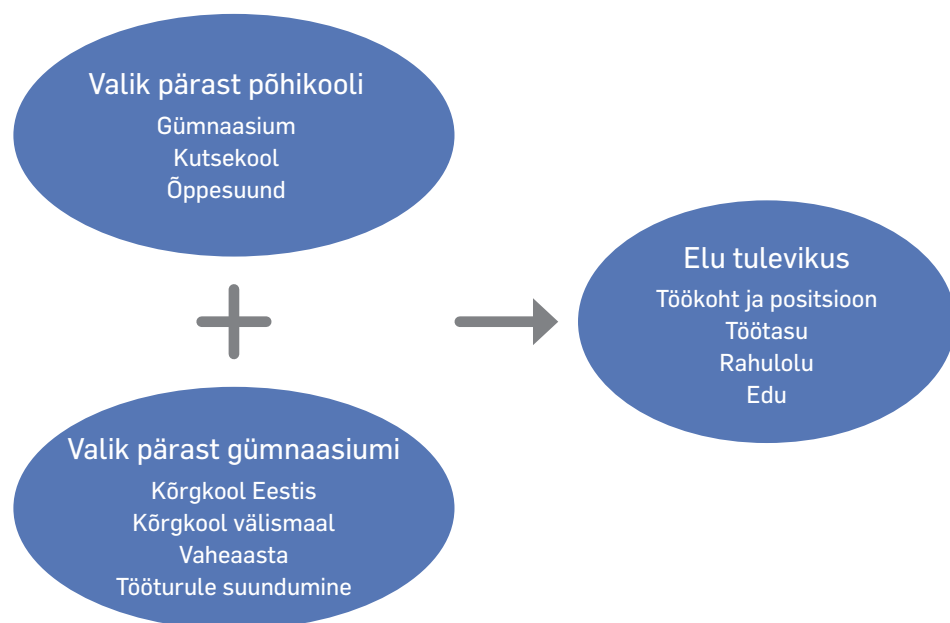 Valik pärast põhikooli
Gümnaasium
Kutsekool
Õppesuund
Valik pärast gümnaasiumi
Kõrgkool Eestis
Kõrgkool välismaal
Vaheaasta
Tööturule suundumine
Elu tulevikus
Töökoht ja positsioon
Töötasu
Rahulolu
Edu